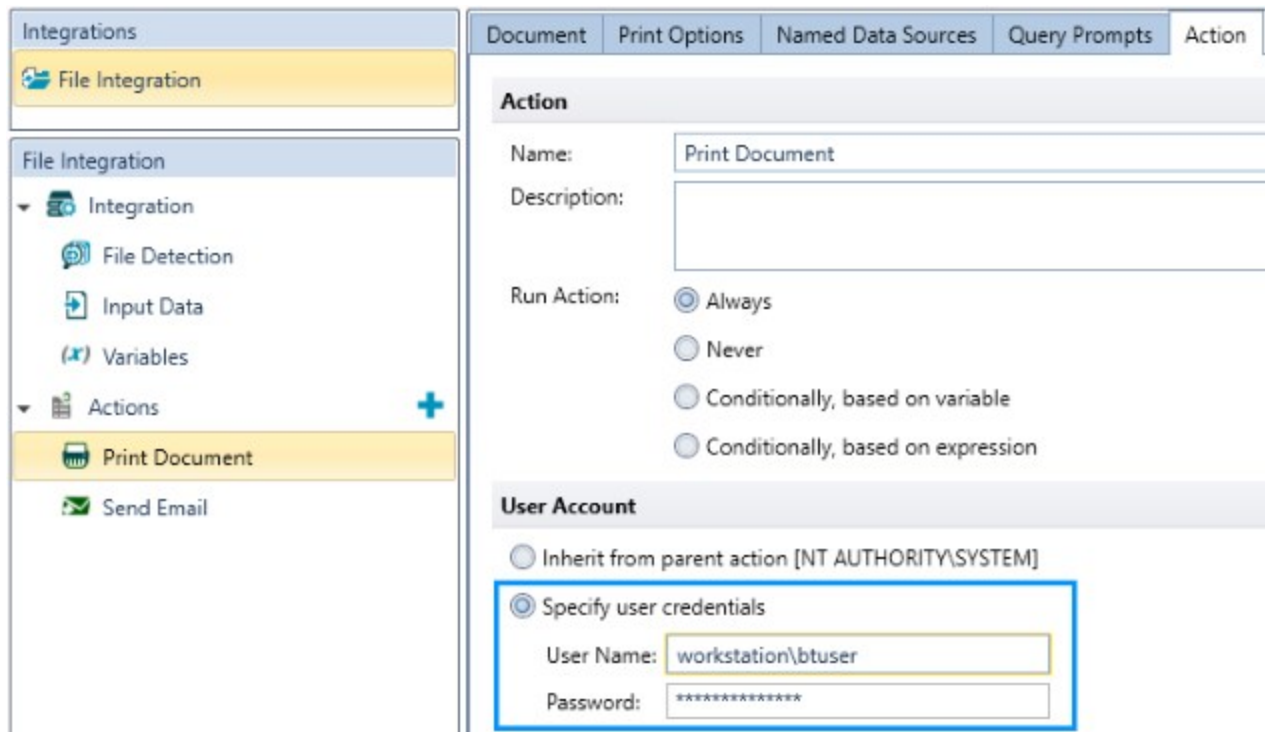 Integrations
File Integration
File Integration
Integration
File Detection
Input Data
(x) Variables
Actions
Print Document
Send Email
Document Print Options Named Data Sources Query Prompts Action
Action
Name: Print Document
Description:
Run Action: Always
Never
Conditionally, based on variable
Conditionally, based on expression
User Account
Inherit from parent action [NT AUTHORITY\SYSTEM]
Specify user credentials
User Name: workstation\btuser
Password: **************